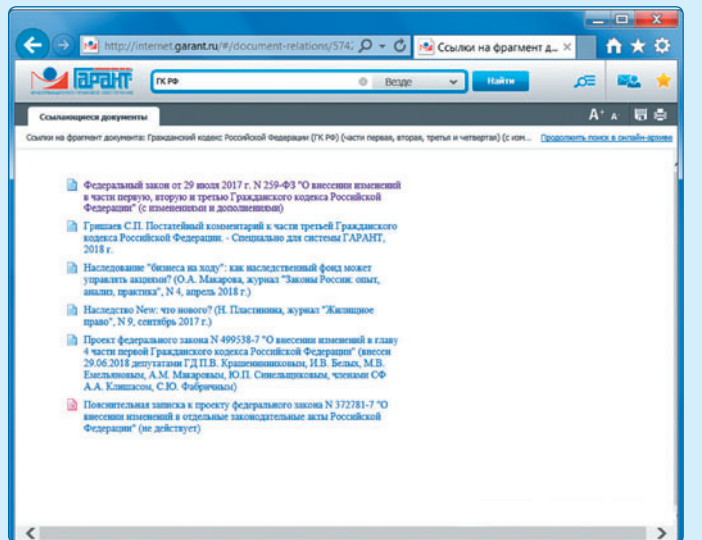 http://internet.garant.ru/#/document-relations/574
Ссылки на фрагмент д...
ГАРАНТ
ГК РФ
Везде
Найти
Ссылающиеся документы
Ссылки на фрагмент документа: Гражданский кодекс Российской Федерации (ГК РФ) (части первая, вторая, третья и четвертая) (с изм...
Продолжить поиск в онлайн-архиве
Федеральный закон от 29 июля 2017 г. N 259-ФЗ "О внесении изменений
в части первую, вторую и третью Гражданского кодекса Российской
Федерации" (с изменениями и дополнениями)
Гришаев С.П. Постатейный комментарий к части третьей Гражданского
кодекса Российской Федерации. - Специально для системы ГАРАНТ,
2018 г.
Наследование "бизнеса на ходу": как наследственный фонд может
управлять акциями? (О.А. Макарова, журнал "Законы России: опыт,
анализ, практика", N 4, апрель 2018 г.)
Наследство New: что нового? (Н. Пластинина, журнал "Жилищное
право", N 9, сентябрь 2017 г.)
Проект федерального закона N 499538-7 "О внесении изменений в главу
4 части первой Гражданского кодекса Российской Федерации" (внесен
29.06.2018 депутатами ГД П.В. Крашенинниковым, И.В. Белых, М.В.
Емельяновым, А.М. Макаровым, Ю.П. Синельщиковым, членами СФ
А.А. Клишасом, С.Ю. Фабричным)
Пояснительная записка к проекту федерального закона N 372781-7 "О
внесении изменений в отдельные законодательные акты Российской
Федерации" (не действует)